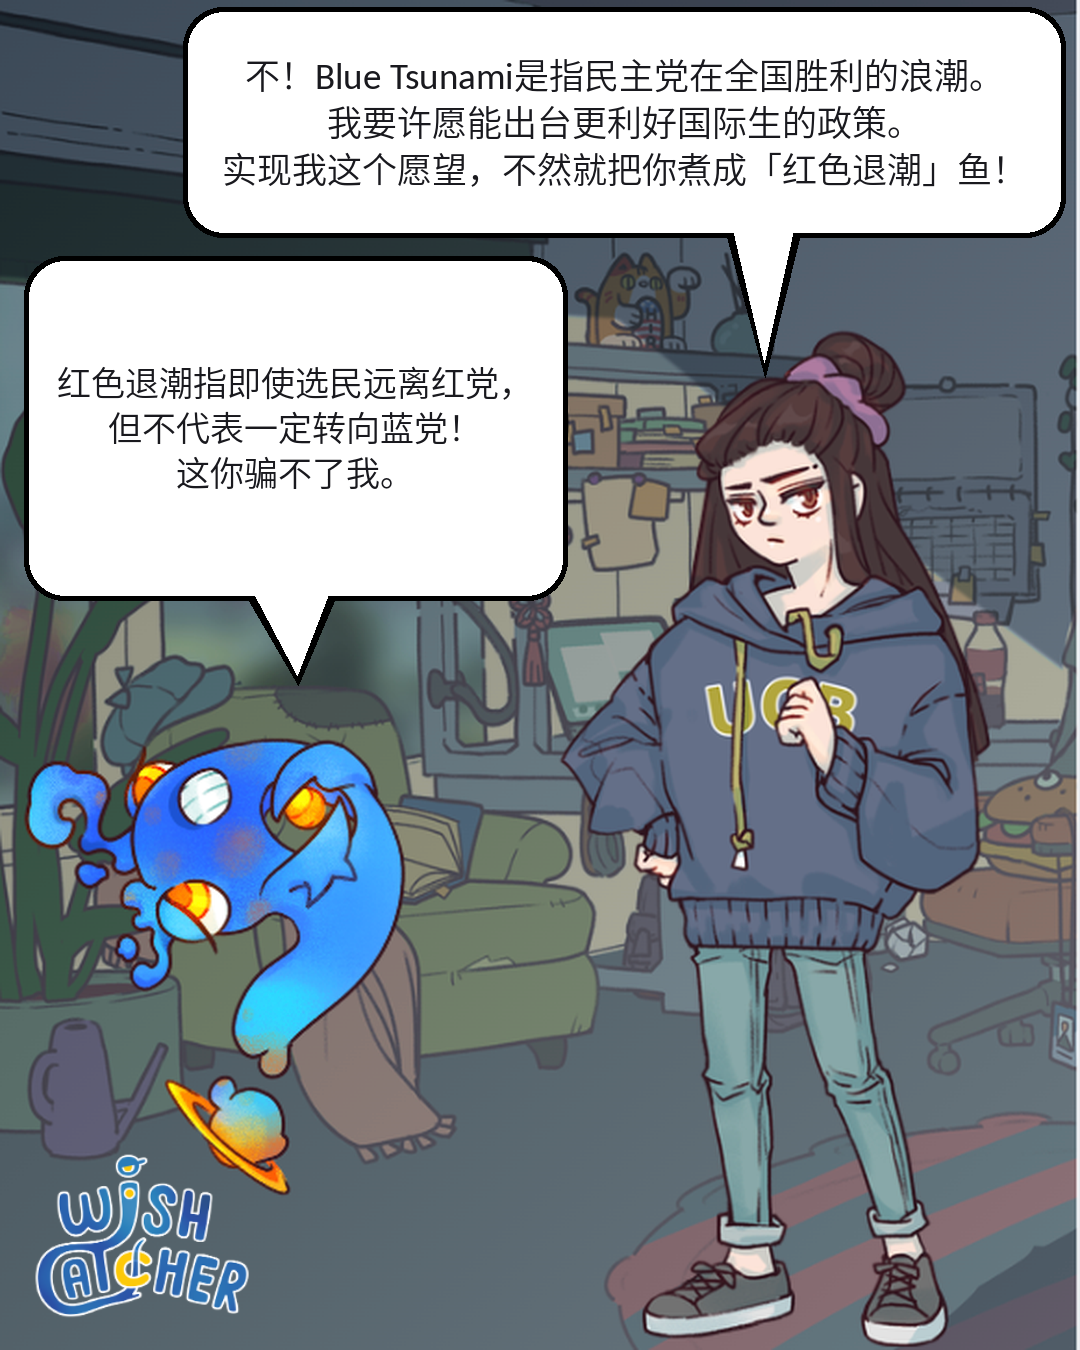 不！Blue Tsunami是指民主党在全国胜利的浪潮。
我要许愿能出台更利好国际生的政策。
实现我这个愿望，不然就把你煮成「红色退潮」鱼！
红色退潮指即使选民远离红党，
但不代表一定转向蓝党！
这你骗不了我。
UCB
WiSH
CATCHER